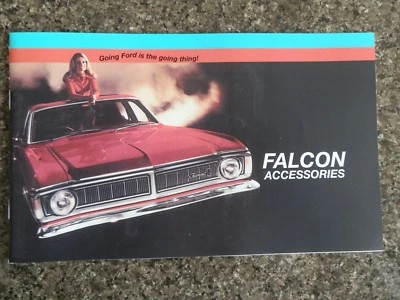 Going Ford is the going thing!
FALCON
ACCESSORIES